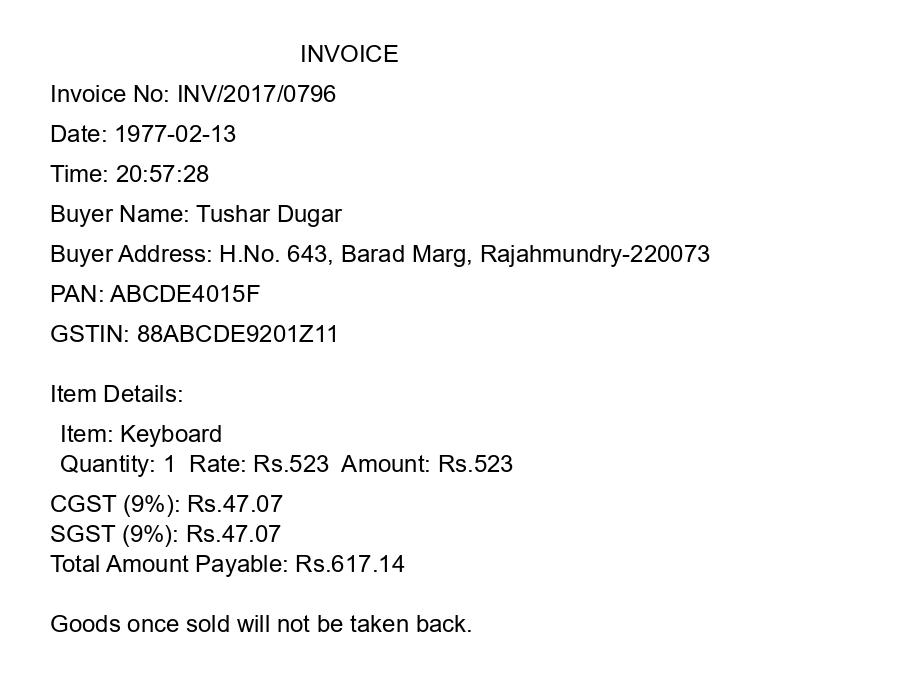 INVOICE
Invoice No: INV/2017/0796
Date: 1977-02-13
Time: 20:57:28
Buyer Name: Tushar Dugar
Buyer Address: H.No. 643, Barad Marg, Rajahmundry-220073
PAN: ABCDE4015F
GSTIN: 88ABCDE9201Z11
Item Details:
Item: Keyboard
Quantity: 1  Rate: Rs.523  Amount: Rs.523
CGST (9%): Rs.47.07
SGST (9%): Rs.47.07
Total Amount Payable: Rs.617.14
Goods once sold will not be taken back.